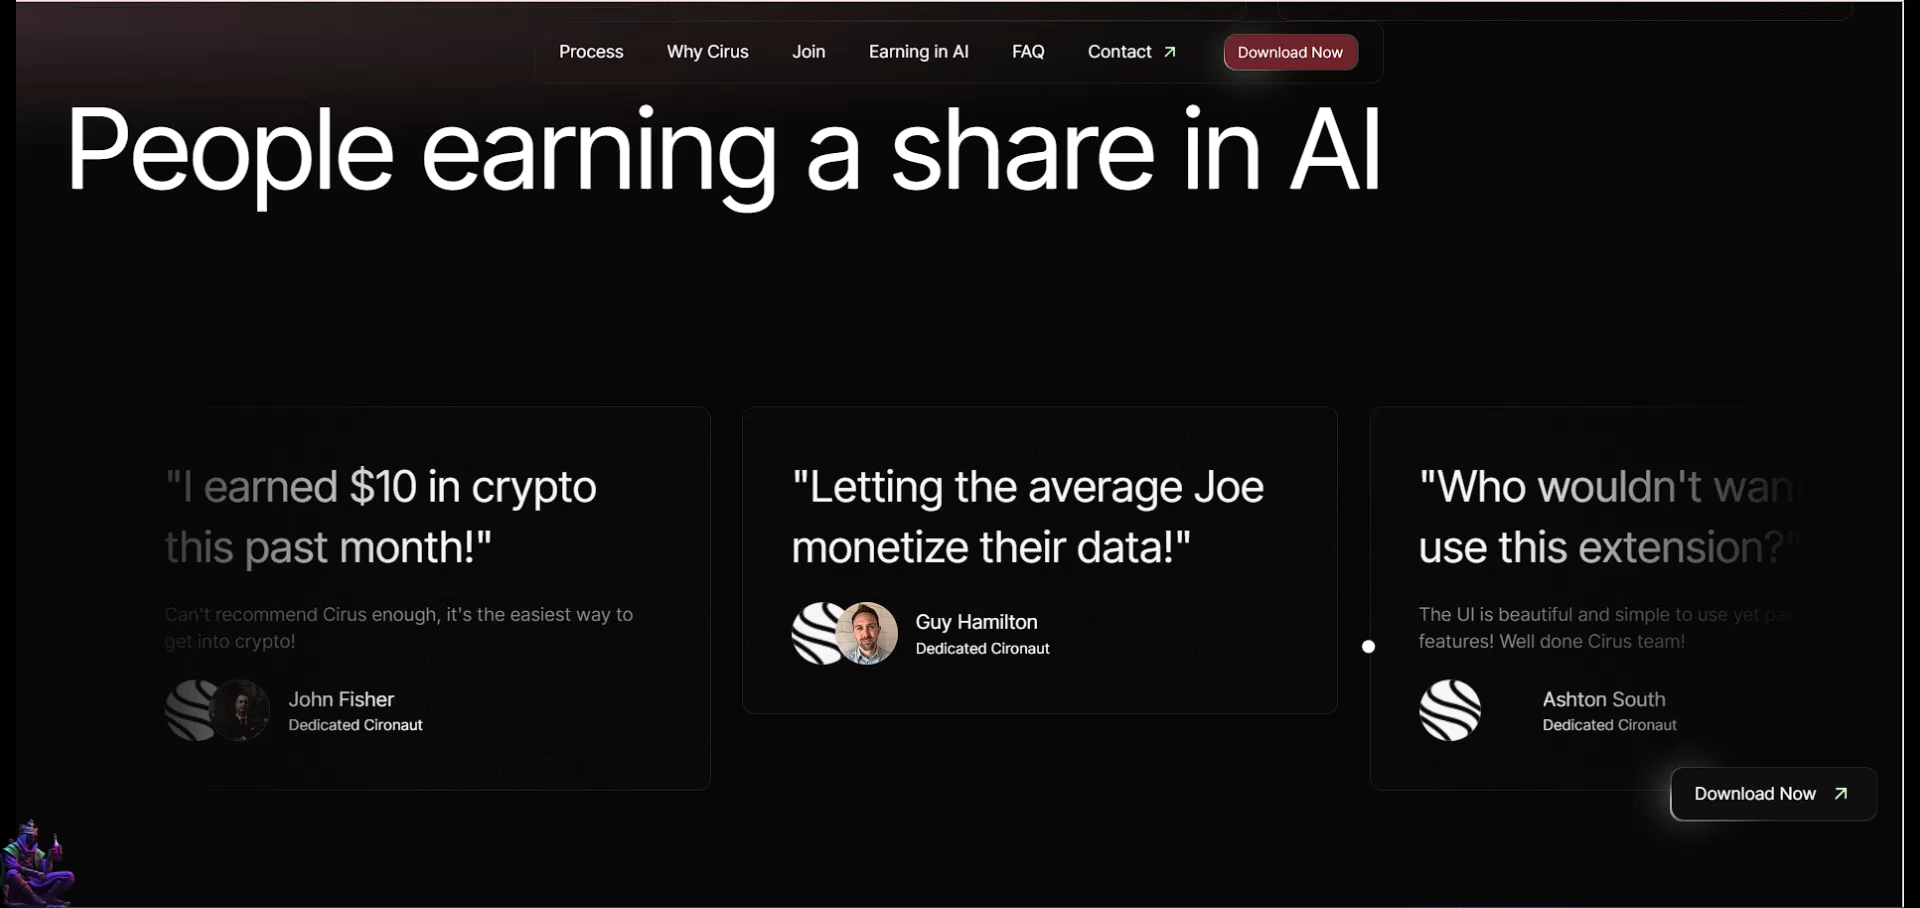 Process Why Cirus Join Earning in AI FAQ Contact Download Now
People earning a share in AI
"I earned $10 in crypto
this past month!"
Can't recommend Cirus enough, it's the easiest way to
get into crypto!
John Fisher
Dedicated Cironaut
"Letting the average Joe
monetize their data!"
Guy Hamilton
Dedicated Cironaut
"Who wouldn't wan
use this extension?"
The UI is beautiful and simple to use yet
features! Well done Cirus team!
Ashton South
Dedicated Cironaut
Download Now